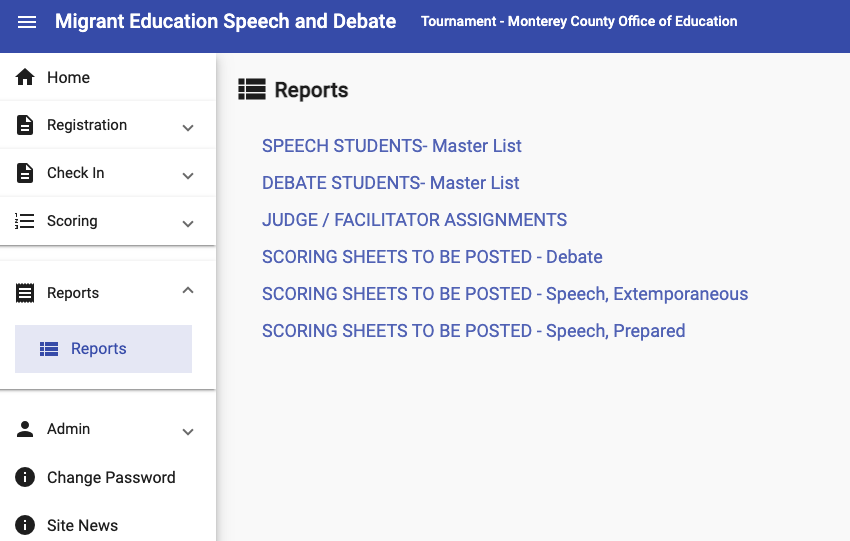 Migrant Education Speech and Debate Tournament - Monterey County Office of Education
Home
Registration
Check In
Scoring
Reports
Reports
Admin
Change Password
Site News
Reports
SPEECH STUDENTS- Master List
DEBATE STUDENTS- Master List
JUDGE / FACILITATOR ASSIGNMENTS
SCORING SHEETS TO BE POSTED - Debate
SCORING SHEETS TO BE POSTED - Speech, Extemporaneous
SCORING SHEETS TO BE POSTED - Speech, Prepared